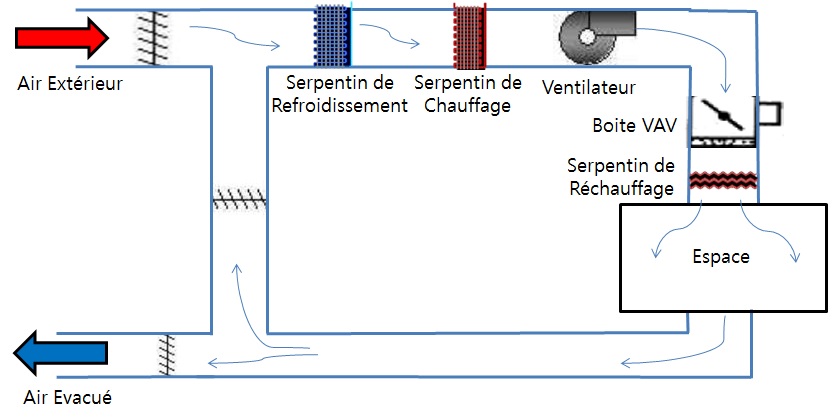 Air Extérieur
Serpentin de
Refroidissement
Serpentin de
Chauffage
Ventilateur
Boite VAV
Serpentin de
Réchauffage
Espace
Air Evacué